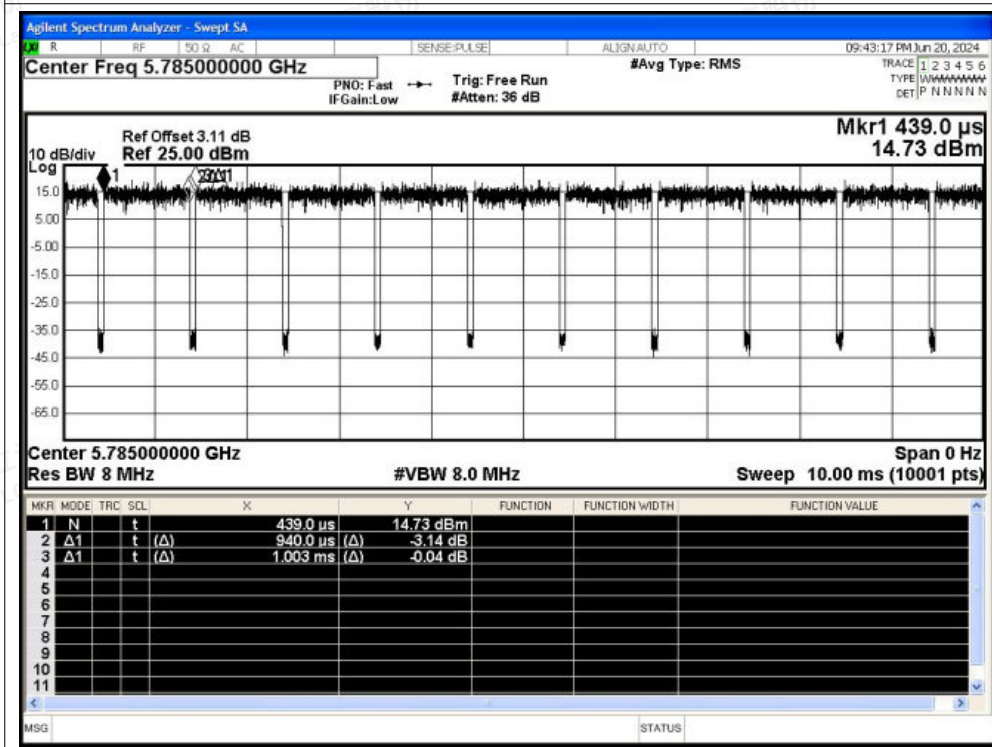 Agilent Spectrum Analyzer - Swept SA
LXI R RF 50 Ω AC SENSE:PULSE ALIGN AUTO 09:43:17 PM Jun 20, 2024
Center Freq 5.785000000 GHz #Avg Type: RMS TRACE 1 2 3 4 5 6
PNO: Fast Trig: Free Run TYPE WWWWWW
IFGain:Low #Atten: 36 dB DET P N N N N N
Mkr1 439.0 µs
Ref Offset 3.11 dB
10 dB/div Ref 25.00 dBm 14.73 dBm
Log
1
15.0
5.00
-5.00
-15.0
-25.0
-35.0
-45.0
-55.0
-65.0
Center 5.785000000 GHz Span 0 Hz
Res BW 8 MHz #VBW 8.0 MHz Sweep 10.00 ms (10001 pts)
MKR MODE TRC SCL X Y FUNCTION FUNCTION WIDTH FUNCTION VALUE
1 N t 439.0 µs 14.73 dBm
2 Δ1 t (Δ) 940.0 µs (Δ) -3.14 dB
3 Δ1 t (Δ) 1.003 ms (Δ) -0.04 dB
4
5
6
7
8
9
10
11
MSG STATUS